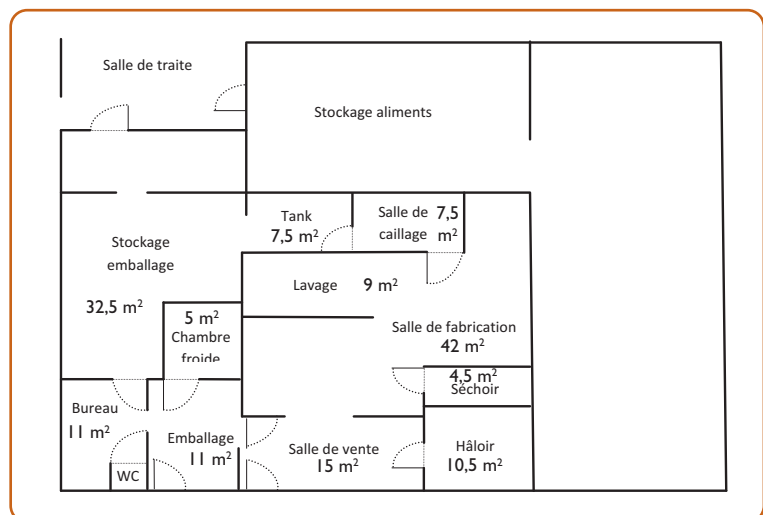 Salle de traite
Stockage aliments
Tank
7,5 m²
Salle de 7,5
caillage m²
Stockage
emballage
32,5 m²
Lavage 9 m²
5 m²
Chambre
froide
Salle de fabrication
42 m²
4,5 m²
Séchoir
Bureau
11 m²
Emballage
11 m²
WC
Salle de vente
15 m²
Hâloir
10,5 m²